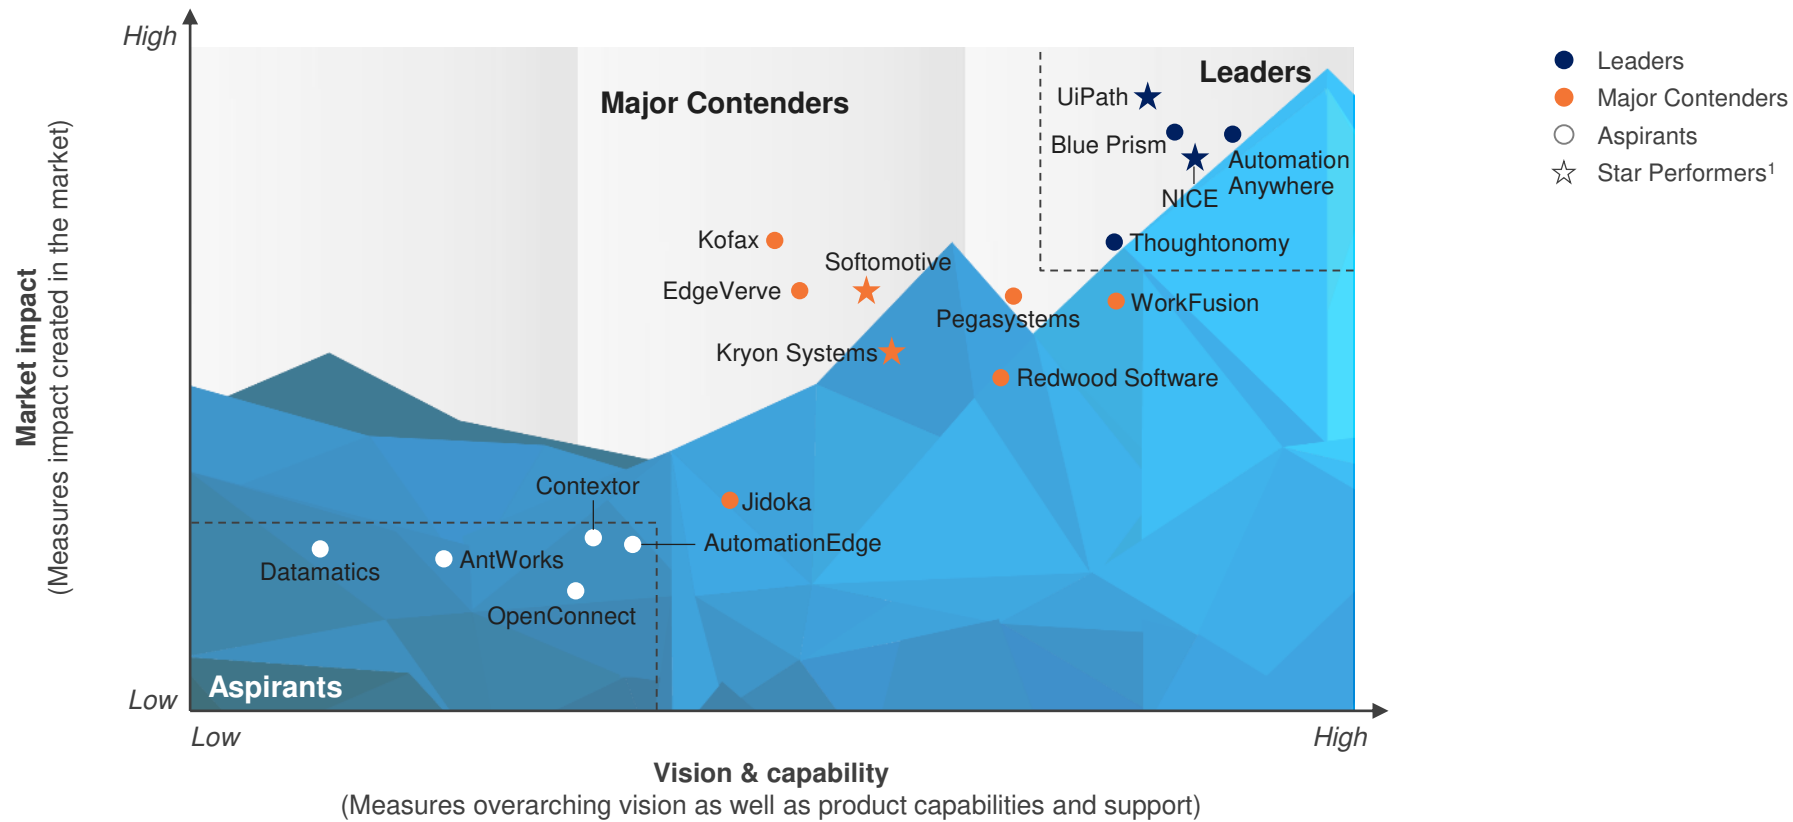 High
Leaders
Major Contenders
UiPath
Blue Prism
Automation
Anywhere
NICE
Thoughtonomy
Kofax
Softomotive
EdgeVerve
Pegasystems
WorkFusion
Kryon Systems
Redwood Software
Contextor
Jidoka
AutomationEdge
Datamatics
AntWorks
OpenConnect
Aspirants
Low
Low
High
Market impact
(Measures impact created in the market)
Vision & capability
(Measures overarching vision as well as product capabilities and support)
Leaders
Major Contenders
Aspirants
Star Performers¹